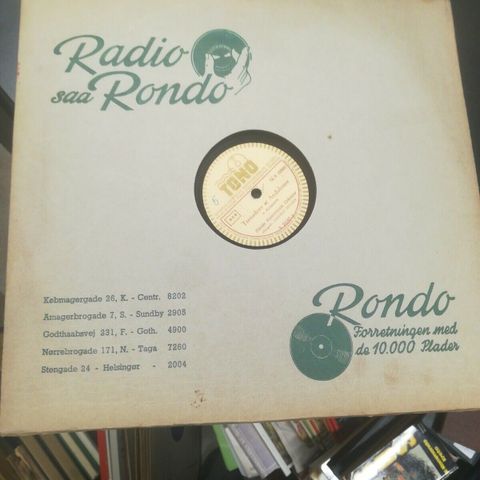 Radio
saa Rondo
TONO
6
Købmagergade 26, K. - Centr. 8202
Amagerbrogade 7, S. - Sundby 2908
Godthaabsvej 231, F. - Goth. 4900
Nørrebrogade 171, N. - Taga 7260
Stengade 24 - Helsingør - 2004
Rondo
Forretningen med
de 10.000 Plader